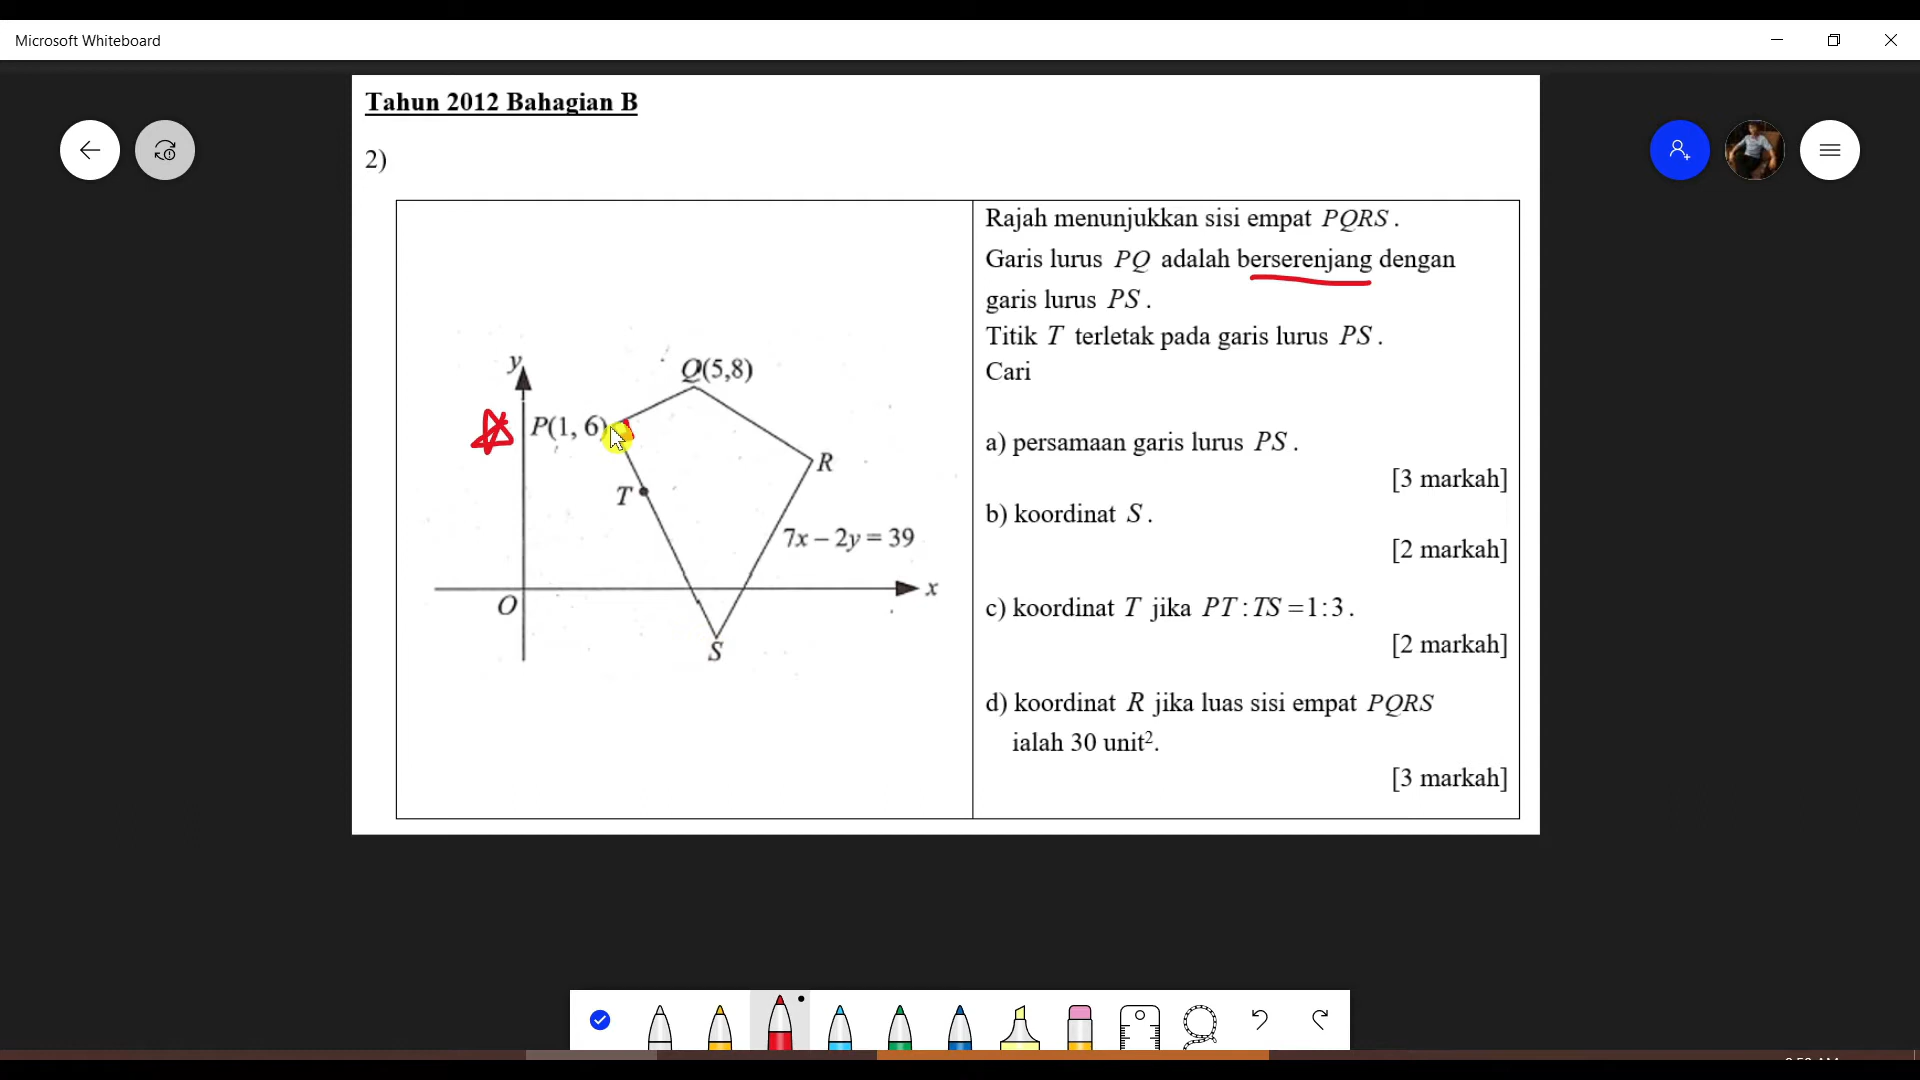 Microsoft Whiteboard
Tahun 2012 Bahagian B
2)
y
Q(5,8)
P(1, 6)
R
T
7x – 2y = 39
x
O
S
Rajah menunjukkan sisi empat PQRS .
Garis lurus PQ adalah berserenjang dengan
garis lurus PS .
Titik T terletak pada garis lurus PS .
Cari
a) persamaan garis lurus PS .
[3 markah]
b) koordinat S .
[2 markah]
c) koordinat T jika PT : TS = 1 : 3 .
[2 markah]
d) koordinat R jika luas sisi empat PQRS
ialah 30 unit².
[3 markah]